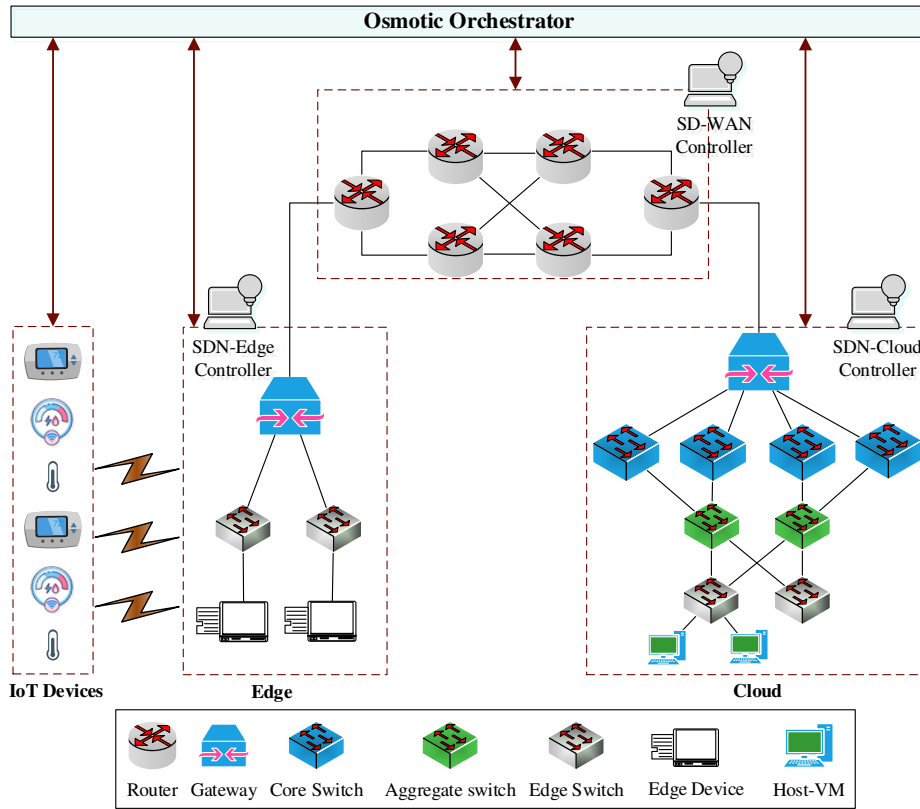 Osmotic Orchestrator
SD-WAN
Controller
SDN-Edge
Controller
SDN-Cloud
Controller
IoT Devices
Edge
Cloud
Router
Gateway
Core Switch
Aggregate switch
Edge Switch
Edge Device
Host-VM